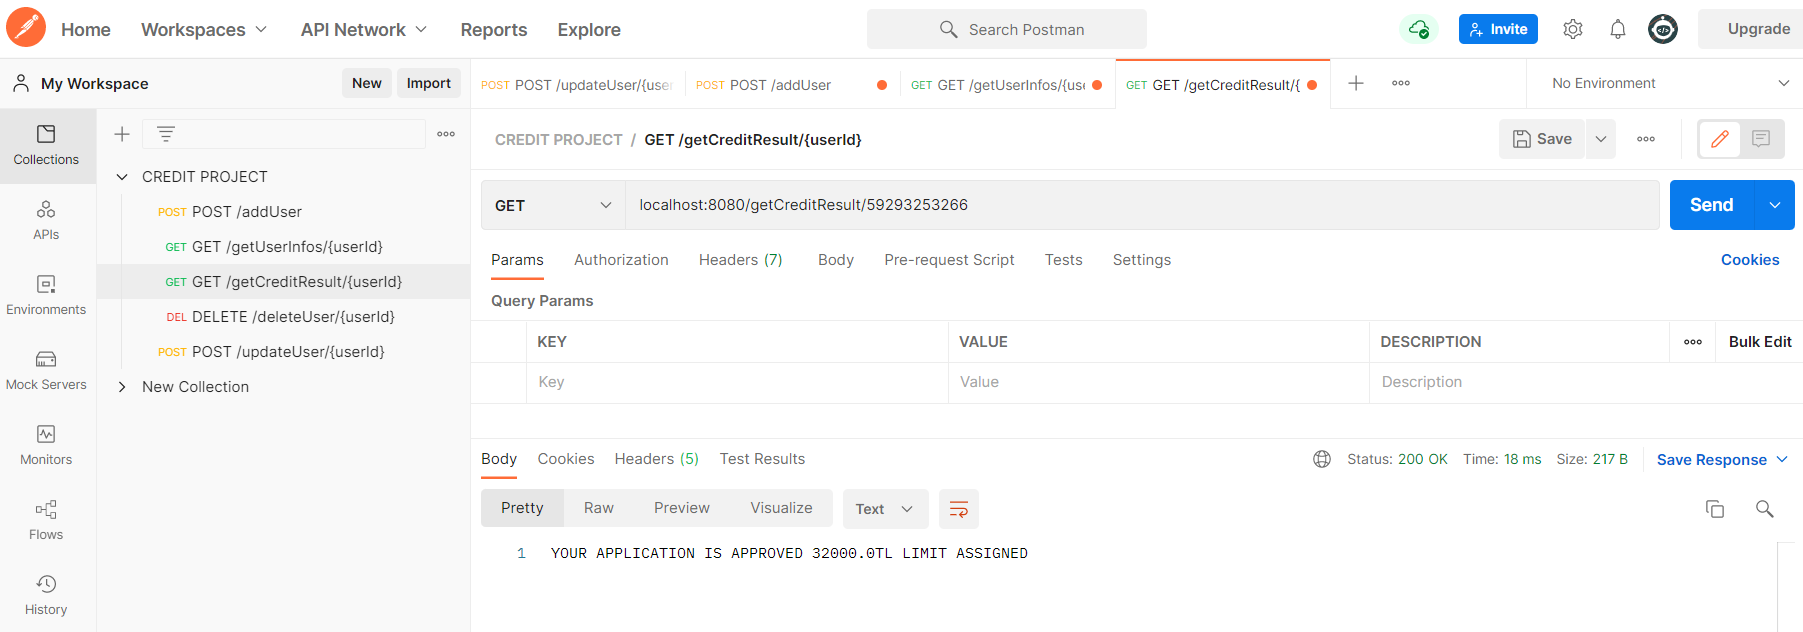 Home Workspaces API Network Reports Explore Search Postman Invite Upgrade
My Workspace New Import
POST POST /updateUser/{user POST POST /addUser GET GET /getUserInfos/{use GET GET /getCreditResult/{ No Environment
Collections
APIs
Environments
Mock Servers
Monitors
Flows
History
CREDIT PROJECT
POST POST /addUser
GET GET /getUserInfos/{userId}
GET GET /getCreditResult/{userId}
DEL DELETE /deleteUser/{userId}
POST POST /updateUser/{userId}
New Collection
CREDIT PROJECT / GET /getCreditResult/{userId} Save
GET localhost:8080/getCreditResult/59293253266 Send
Params Authorization Headers (7) Body Pre-request Script Tests Settings Cookies
Query Params
KEY VALUE DESCRIPTION Bulk Edit
Key Value Description
Body Cookies Headers (5) Test Results Status: 200 OK Time: 18 ms Size: 217 B Save Response
Pretty Raw Preview Visualize Text
1 YOUR APPLICATION IS APPROVED 32000.0TL LIMIT ASSIGNED